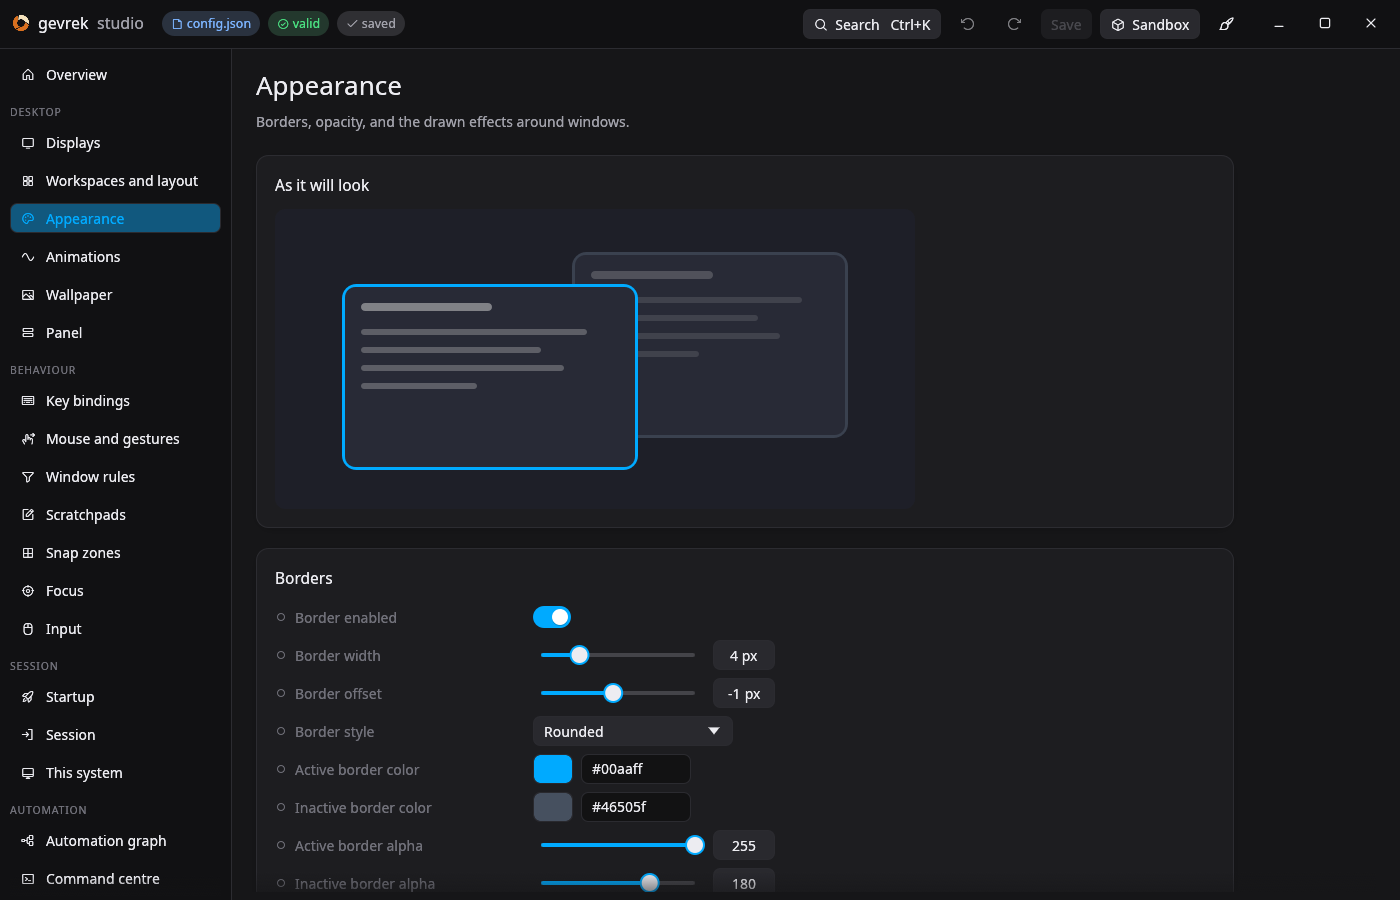 gevrek studio
config.json
valid
saved
Search Ctrl+K
Save
Sandbox
Overview
DESKTOP
Displays
Workspaces and layout
Appearance
Animations
Wallpaper
Panel
BEHAVIOUR
Key bindings
Mouse and gestures
Window rules
Scratchpads
Snap zones
Focus
Input
SESSION
Startup
Session
This system
AUTOMATION
Automation graph
Command centre
Appearance
Borders, opacity, and the drawn effects around windows.
As it will look
Borders
Border enabled
Border width 4 px
Border offset -1 px
Border style Rounded
Active border color #00aaff
Inactive border color #46505f
Active border alpha 255
Inactive border alpha 180